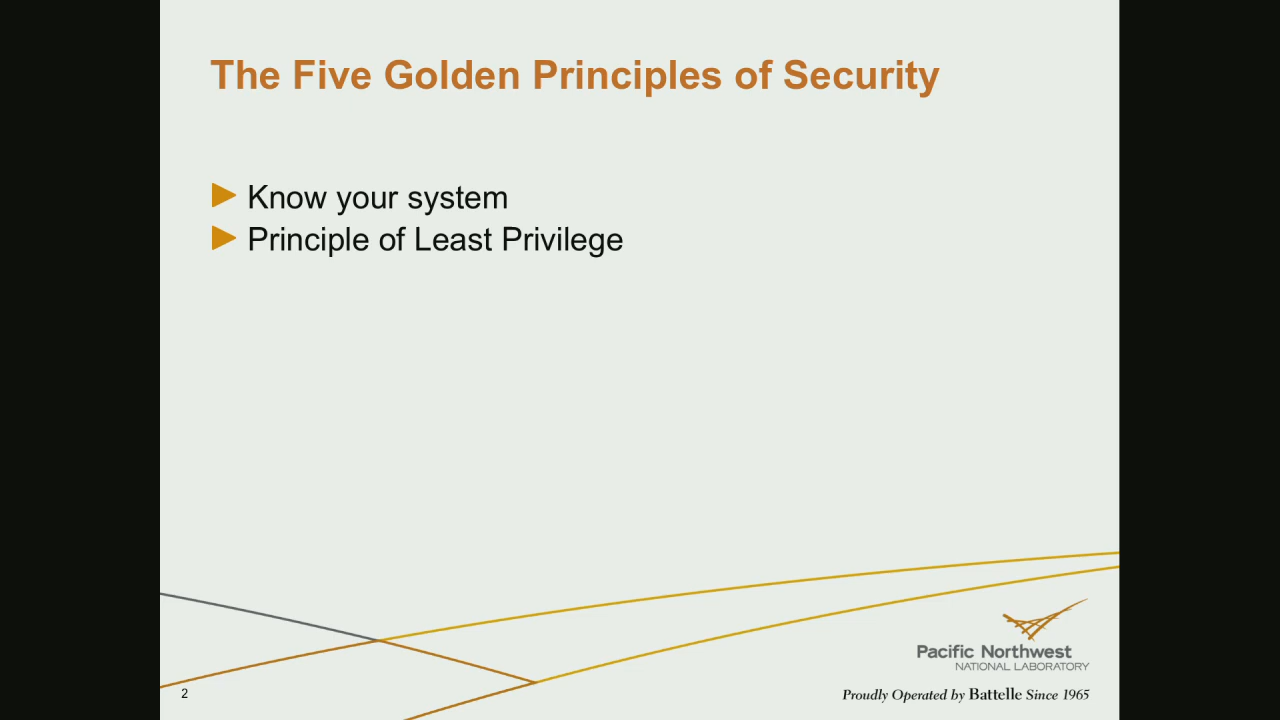 The Five Golden Principles of Security
Know your system
Principle of Least Privilege
Pacific Northwest
NATIONAL LABORATORY
2
Proudly Operated by Battelle Since 1965